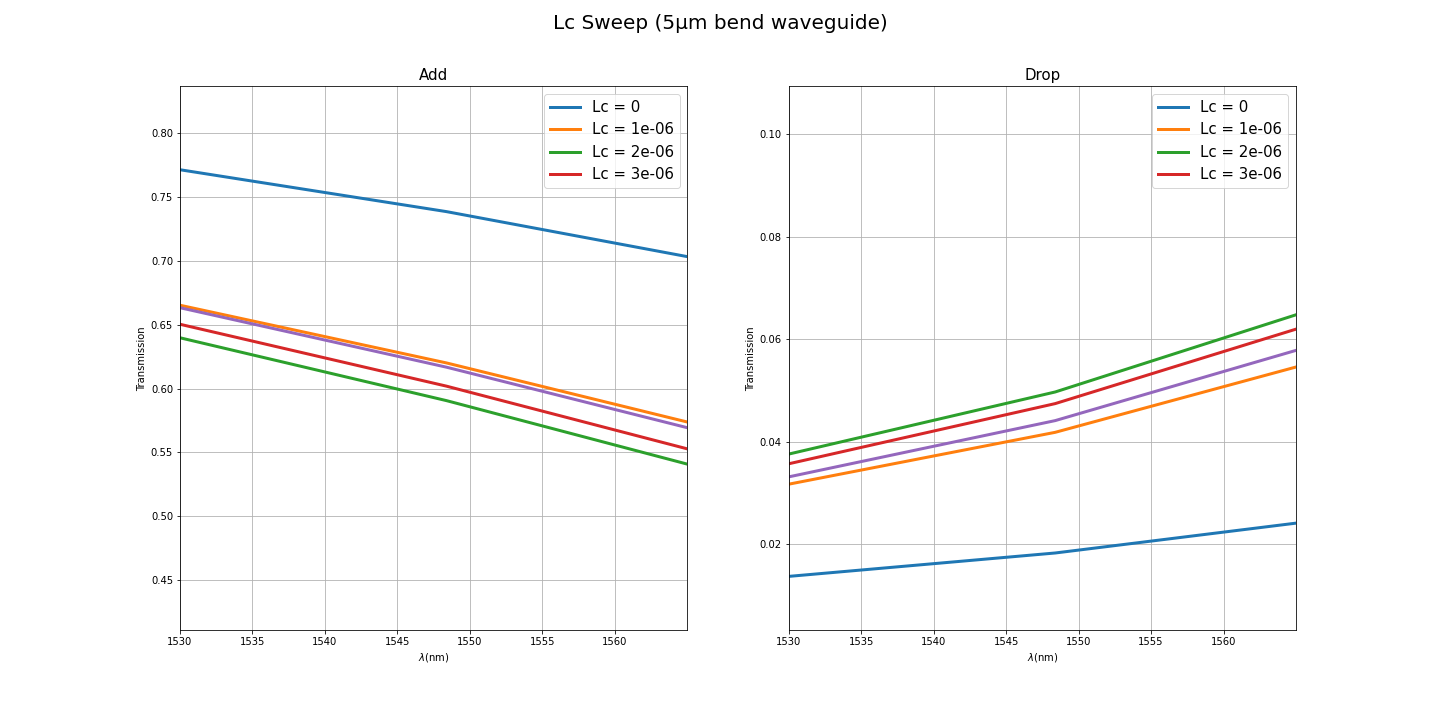 Lc Sweep (5μm bend waveguide)
Add
Transmission
0.80
0.75
0.70
0.65
0.60
0.55
0.50
0.45
1530 1535 1540 1545 1550 1555 1560
λ(nm)
Lc = 0
Lc = 1e-06
Lc = 2e-06
Lc = 3e-06
Drop
Transmission
0.10
0.08
0.06
0.04
0.02
1530 1535 1540 1545 1550 1555 1560
λ(nm)
Lc = 0
Lc = 1e-06
Lc = 2e-06
Lc = 3e-06